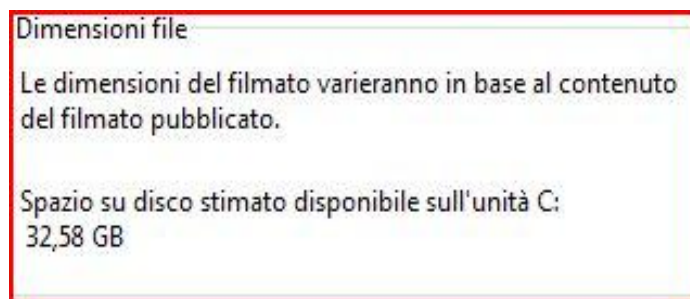 Dimensioni file
Le dimensioni del filmato varieranno in base al contenuto
del filmato pubblicato.
Spazio su disco stimato disponibile sull'unità C:
32,58 GB